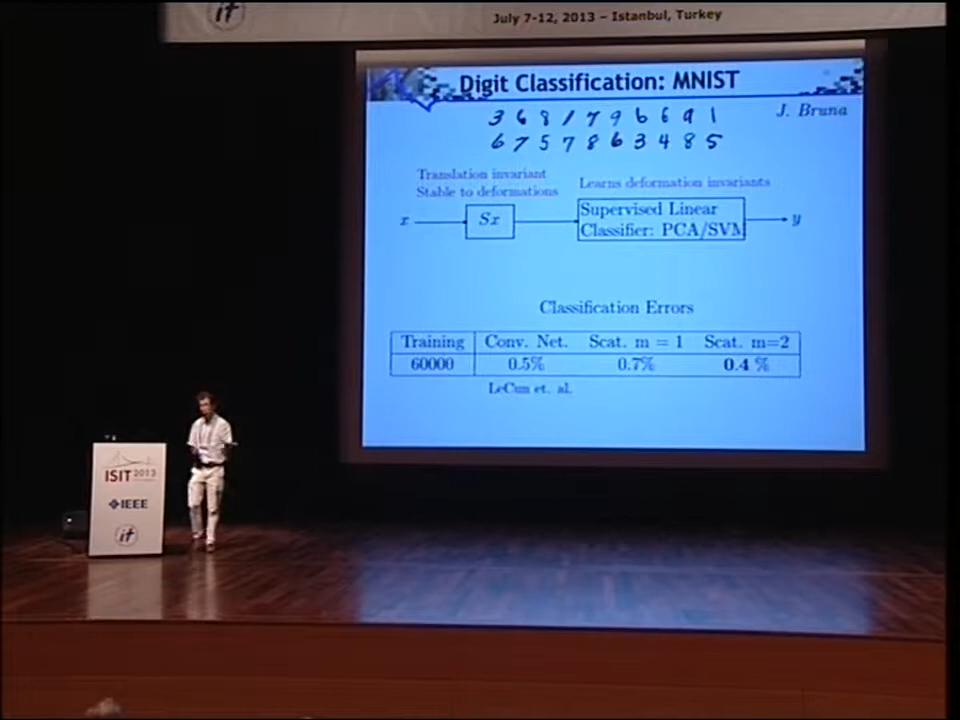 it
July 7-12, 2013 – Istanbul, Turkey
Digit Classification: MNIST
J. Bruna
3 6 8 1 7 9 6 6 9 1
6 7 5 7 8 6 3 4 8 5
Translation invariant
Stable to deformations
Learns deformation invariants
x
Sx
Supervised Linear
Classifier: PCA/SVM
y
Classification Errors
Training Conv. Net. Scat. m = 1 Scat. m=2
60000 0.5% 0.7% 0.4 %
LeCun et. al.
ISIT 2013
IEEE
it